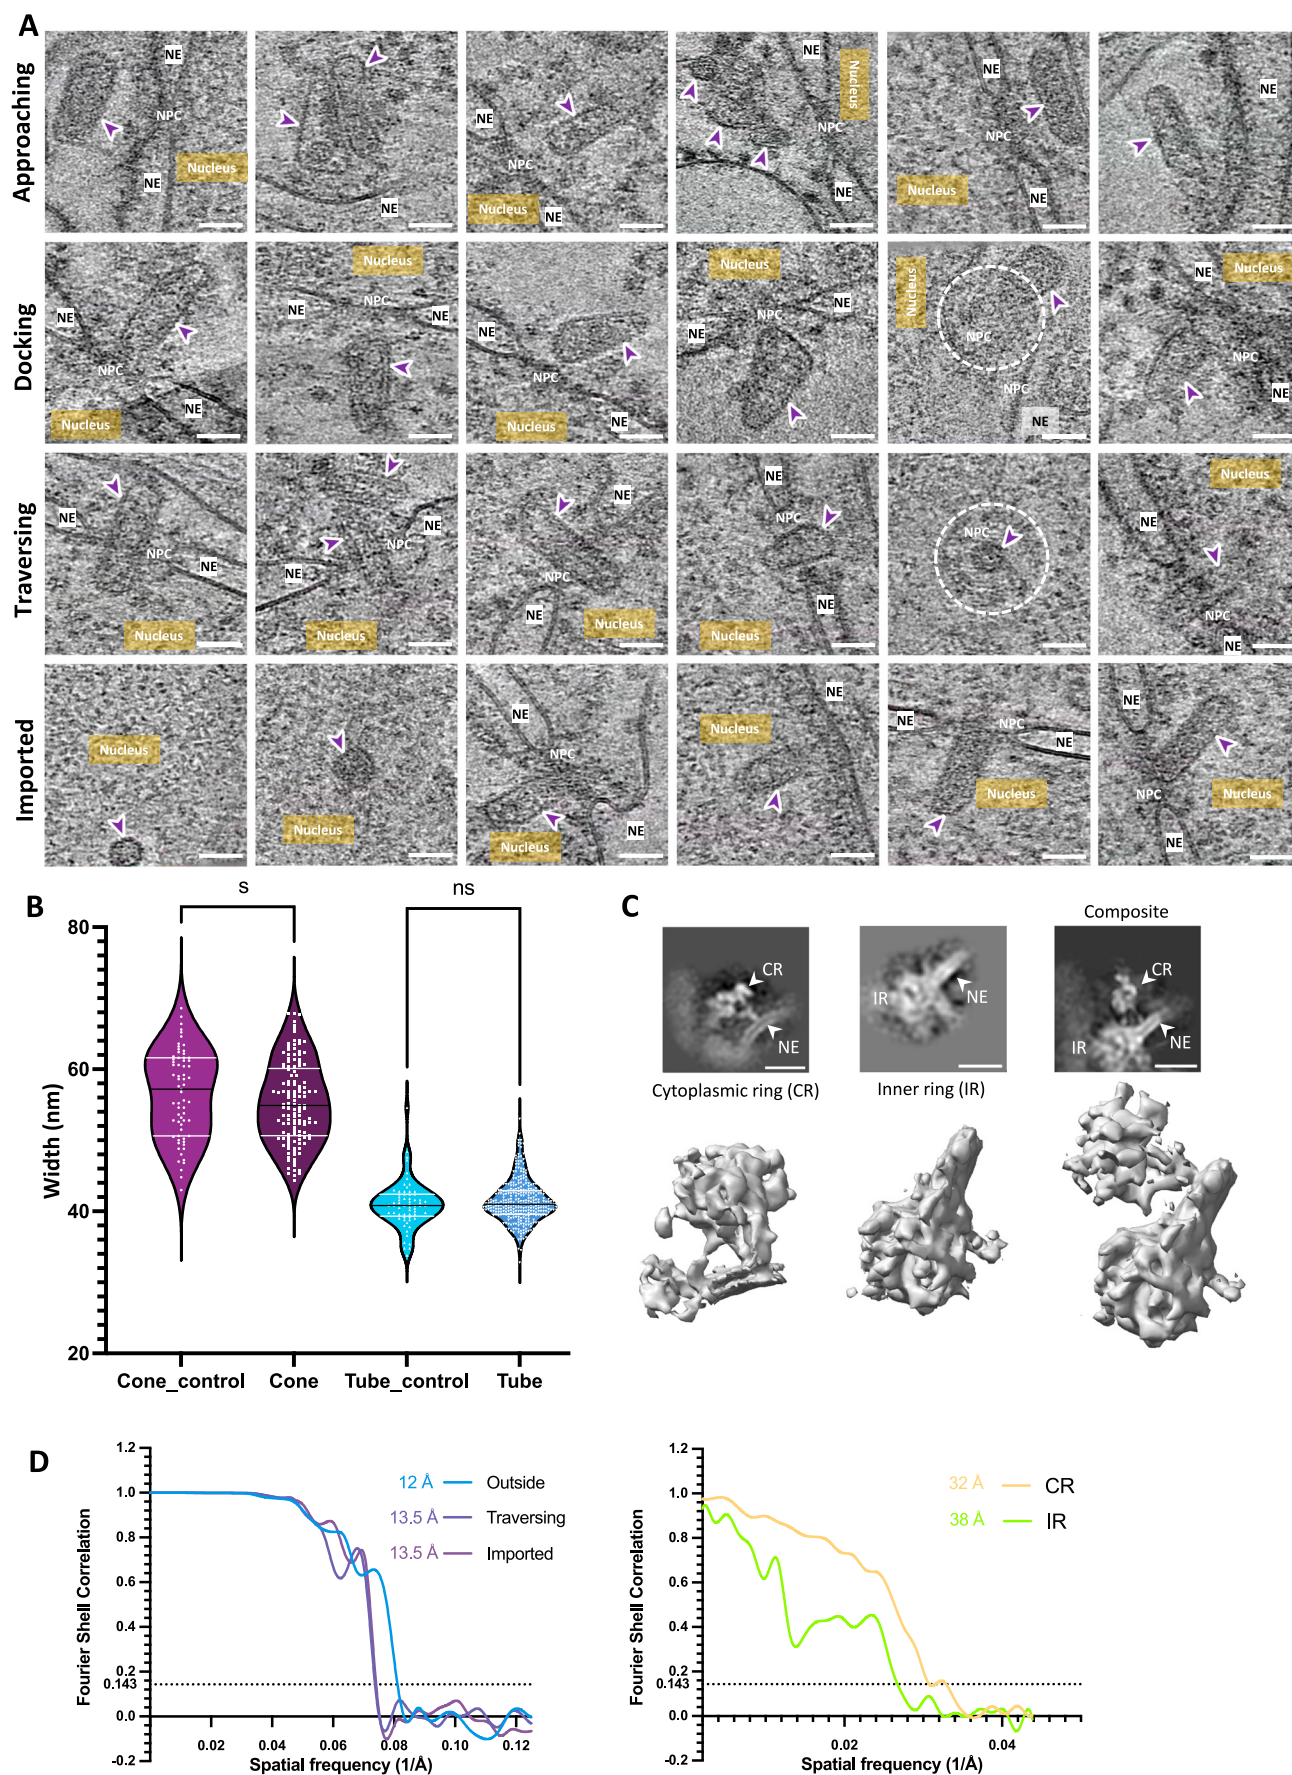 A
Approaching
NE
NPC
NE
Nucleus
NE
NE
NPC
Nucleus
NE
NE
Nucleus
NPC
NE
NE
NPC
Nucleus
NE
NE
Docking
NE
NPC
NE
Nucleus
Nucleus
NE
NPC
NE
NE
NPC
NE
Nucleus
Nucleus
NE
NE
NPC
Nucleus
NPC
NPC
NE
NE
Nucleus
NPC
NE
Traversing
NE
NPC
NE
Nucleus
NE
NPC
NE
Nucleus
NE
NPC
NE
Nucleus
NE
NPC
NE
Nucleus
NPC
Nucleus
NE
NPC
NE
Imported
Nucleus
Nucleus
NE
NPC
Nucleus
NE
NE
Nucleus
NE
NPC
NE
Nucleus
NE
NPC
Nucleus
NE
B
s
ns
80
60
40
20
Width (nm)
Cone_control
Cone
Tube_control
Tube
C
Composite
CR
NE
IR
NE
CR
IR
NE
Cytoplasmic ring (CR)
Inner ring (IR)
D
1.2
1.0
0.8
0.6
0.4
0.2
0.143
0.0
-0.2
Fourier Shell Correlation
12 Å Outside
13.5 Å Traversing
13.5 Å Imported
0.02 0.04 0.06 0.08 0.10 0.12
Spatial frequency (1/Å)
1.2
1.0
0.8
0.6
0.4
0.2
0.143
0.0
-0.2
Fourier Shell Correlation
32 Å CR
38 Å IR
0.02 0.04
Spatial frequency (1/Å)